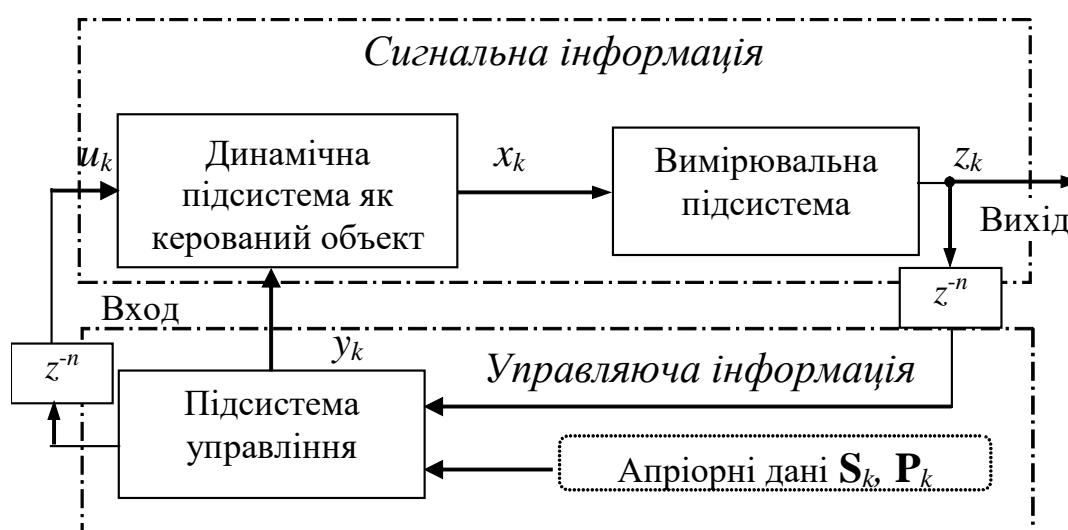 Сигнальна інформація
u_k
Динамічна
підсистема як
керований объект
x_k
Вимірювальна
підсистема
z_k
Вихід
z^{-n}
Вход
y_k
z^{-n}
Управляюча інформація
Підсистема
управління
Апріорні дані S_k, P_k